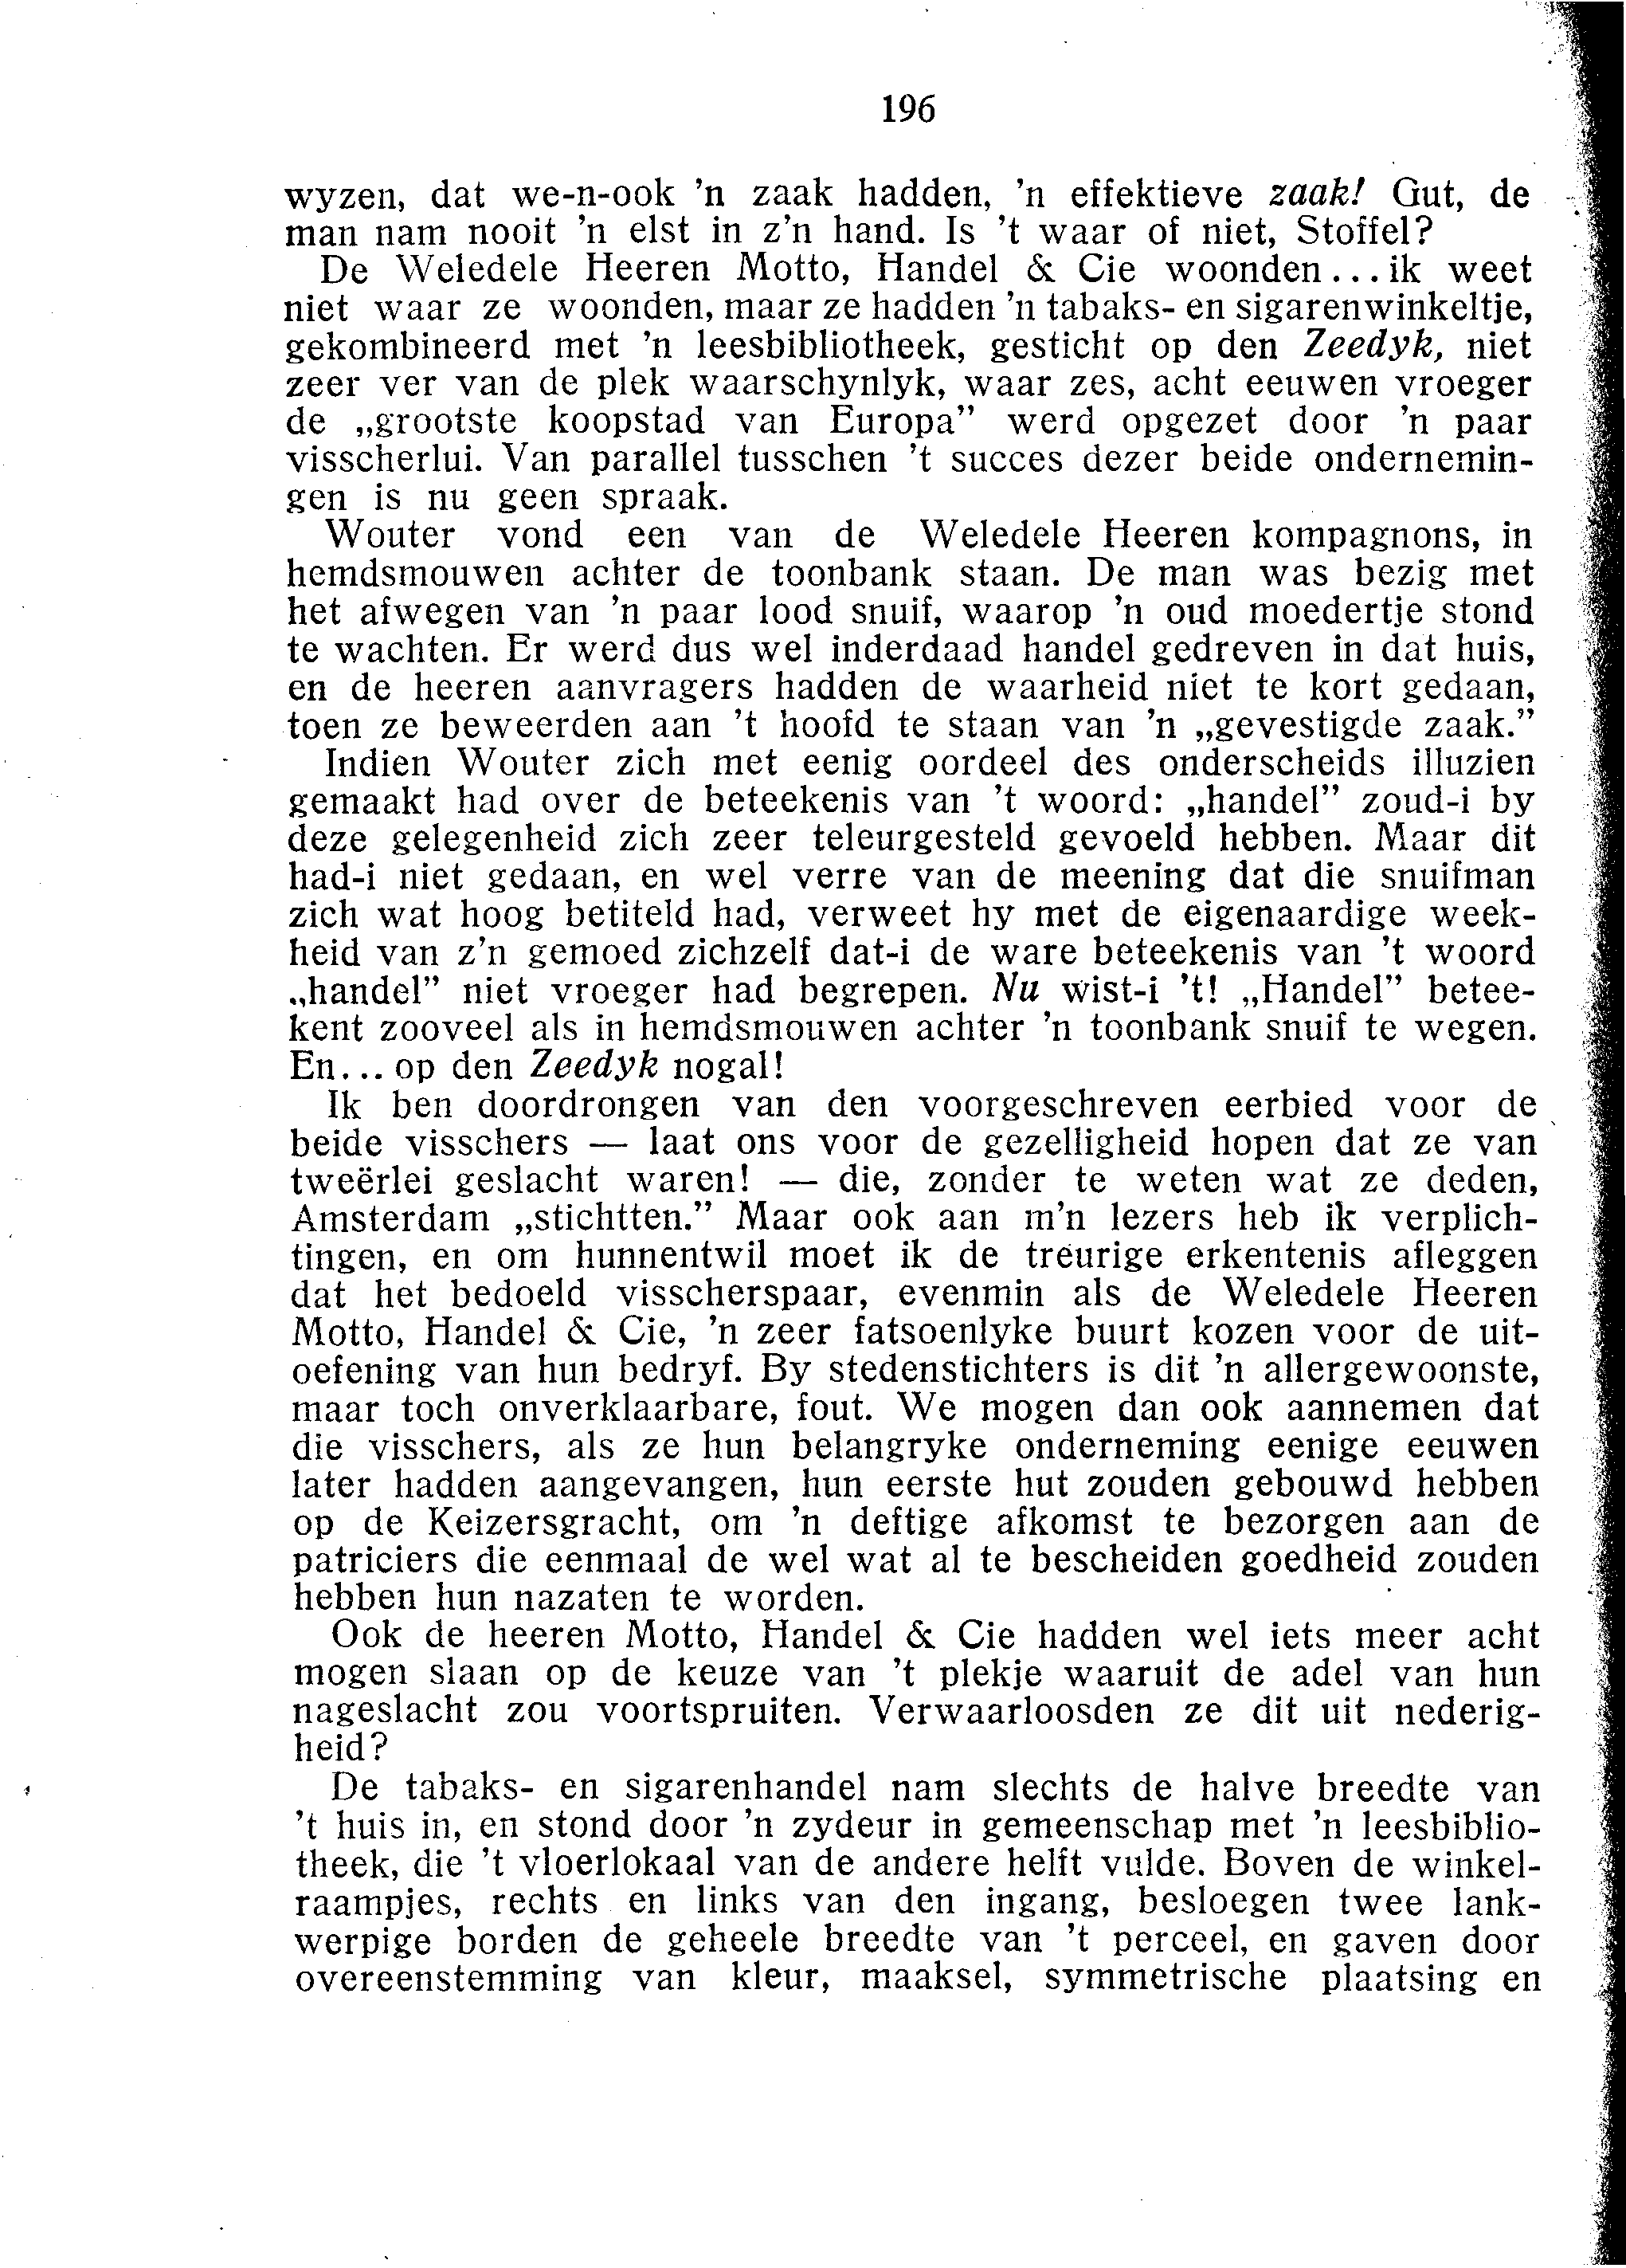 196
wyzen, dat we-n-ook 'n zaak hadden, 'n effektieve zaak! Gut, de
man nam nooit 'n elst in z'n hand. Is 't waar of niet, Stoffel?
De Weledele Heeren Motto, Handel & Cie woonden... ik weet
niet waar ze woonden, maar ze hadden 'n tabaks- en sigarenwinkeltje,
gekombineerd met 'n leesbibliotheek, gesticht op den Zeedyk, niet
zeer ver van de plek waarschynlyk, waar zes, acht eeuwen vroeger
de „grootste koopstad van Europa” werd opgezet door 'n paar
visscherlui. Van parallel tusschen 't succes dezer beide ondernemin-
gen is nu geen spraak.
Wouter vond een van de Weledele Heeren kompagnons, in
hemdsmouwen achter de toonbank staan. De man was bezig met
het afwegen van 'n paar lood snuif, waarop 'n oud moedertje stond
te wachten. Er werd dus wel inderdaad handel gedreven in dat huis,
en de heeren aanvragers hadden de waarheid niet te kort gedaan,
toen ze beweerden aan 't hoofd te staan van 'n „gevestigde zaak.”
Indien Wouter zich met eenig oordeel des onderscheids illuzien
gemaakt had over de beteekenis van 't woord: „handel” zoud-i by
deze gelegenheid zich zeer teleurgesteld gevoeld hebben. Maar dit
had-i niet gedaan, en wel verre van de meening dat die snuifman
zich wat hoog betiteld had, verweet hy met de eigenaardige week-
heid van z'n gemoed zichzelf dat-i de ware beteekenis van 't woord
„handel” niet vroeger had begrepen. Nu wist-i 't! „Handel” betee-
kent zooveel als in hemdsmouwen achter 'n toonbank snuif te wegen.
En... op den Zeedyk nogal!
Ik ben doordrongen van den voorgeschreven eerbied voor de
beide visschers — laat ons voor de gezelligheid hopen dat ze van
tweërlei geslacht waren! — die, zonder te weten wat ze deden,
Amsterdam „stichtten.” Maar ook aan m'n lezers heb ik verplich-
tingen, en om hunnentwil moet ik de treurige erkentenis afleggen
dat het bedoeld visscherspaar, evenmin als de Weledele Heeren
Motto, Handel & Cie, 'n zeer fatsoenlyke buurt kozen voor de uit-
oefening van hun bedryf. By stedenstichters is dit 'n allergewoonste,
maar toch onverklaarbare, fout. We mogen dan ook aannemen dat
die visschers, als ze hun belangryke onderneming eenige eeuwen
later hadden aangevangen, hun eerste hut zouden gebouwd hebben
op de Keizersgracht, om 'n deftige afkomst te bezorgen aan de
patriciers die eenmaal de wel wat al te bescheiden goedheid zouden
hebben hun nazaten te worden.
Ook de heeren Motto, Handel & Cie hadden wel iets meer acht
mogen slaan op de keuze van 't plekje waaruit de adel van hun
nageslacht zou voortspruiten. Verwaarloosden ze dit uit nederig-
heid?
De tabaks- en sigarenhandel nam slechts de halve breedte van
't huis in, en stond door 'n zydeur in gemeenschap met 'n leesbiblio-
theek, die 't vloerlokaal van de andere helft vulde. Boven de winkel-
raampjes, rechts en links van den ingang, besloegen twee lank-
werpige borden de geheele breedte van 't perceel, en gaven door
overeenstemming van kleur, maaksel, symmetrische plaatsing en